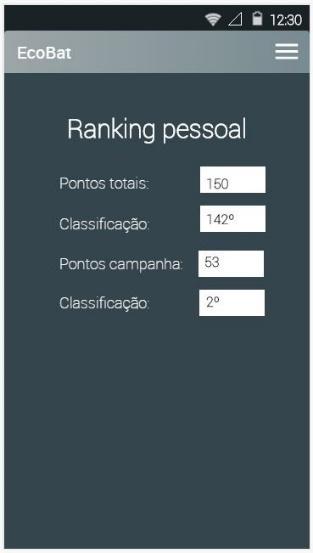 12:30
EcoBat
Ranking pessoal
Pontos totais: 150
Classificação: 142º
Pontos campanha: 53
Classificação: 2º